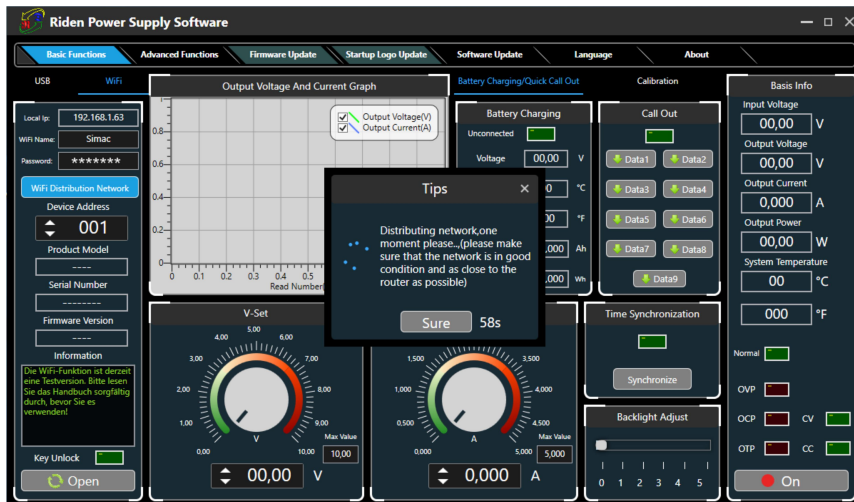 Riden Power Supply Software
Basic Functions
Advanced Functions
Firmware Update
Startup Logo Update
Software Update
Language
About
USB
WiFi
Local Ip:
192.168.1.63
WiFi Name:
Simac
Password:
*******
WiFi Distribution Network
Device Address
001
Product Model
----
Serial Number
--------
Firmware Version
----
Information
Die WiFi-Funktion ist derzeit
eine Testversion. Bitte lesen
Sie das Handbuch sorgfältig
durch, bevor Sie es
verwenden!
Key Unlock
Open
Output Voltage And Current Graph
Output Voltage(V)
Output Current(A)
1
0.8
0.6
0.4
0.2
0
0 0.1 0.2 0.3 0.4 0.5
Read Number(
V-Set
0,00
1,00
2,00
3,00
4,00
5,00
6,00
7,00
8,00
9,00
10,00
V
Max Value
10,00
00,00 V
Tips
×
Distributing network,one
moment please..,(please make
sure that the network is in good
condition and as close to the
router as possible)
Sure
58s
0,000
0,500
1,000
1,500
3,500
4,000
4,500
5,000
A
Max Value
5,000
0,000 A
Battery Charging/Quick Call Out
Calibration
Battery Charging
Unconnected
Voltage
00,00 V
°C
°F
Ah
Wh
Call Out
Data1
Data2
Data3
Data4
Data5
Data6
Data7
Data8
Data9
Time Synchronization
Synchronize
Backlight Adjust
0 1 2 3 4 5
Basis Info
Input Voltage
00,00 V
Output Voltage
00,00 V
Output Current
0,000 A
Output Power
00,00 W
System Temperature
00 °C
000 °F
Normal
OVP
OCP
CV
OTP
CC
On